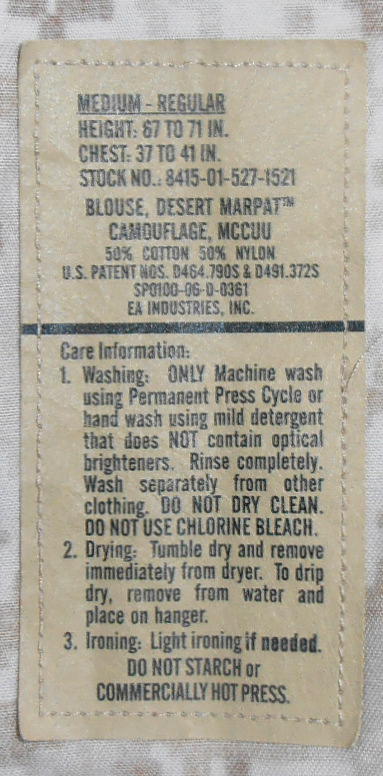 MEDIUM - REGULAR
HEIGHT: 67 TO 71 IN.
CHEST: 37 TO 41 IN.
STOCK NO.: 8415-01-527-1521
BLOUSE, DESERT MARPAT™
CAMOUFLAGE, MCCUU
50% COTTON 50% NYLON
U.S. PATENT NOS. D464.790S & D491.372S
SPO100-06-D-0361
EA INDUSTRIES, INC.
Care Information:
1. Washing: ONLY Machine wash
using Permanent Press Cycle or
hand wash using mild detergent
that does NOT contain optical
brighteners. Rinse completely.
Wash separately from other
clothing. DO NOT DRY CLEAN.
DO NOT USE CHLORINE BLEACH.
2. Drying: Tumble dry and remove
immediately from dryer. To drip
dry, remove from water and
place on hanger.
3. Ironing: Light ironing if needed.
DO NOT STARCH or
COMMERCIALLY HOT PRESS.